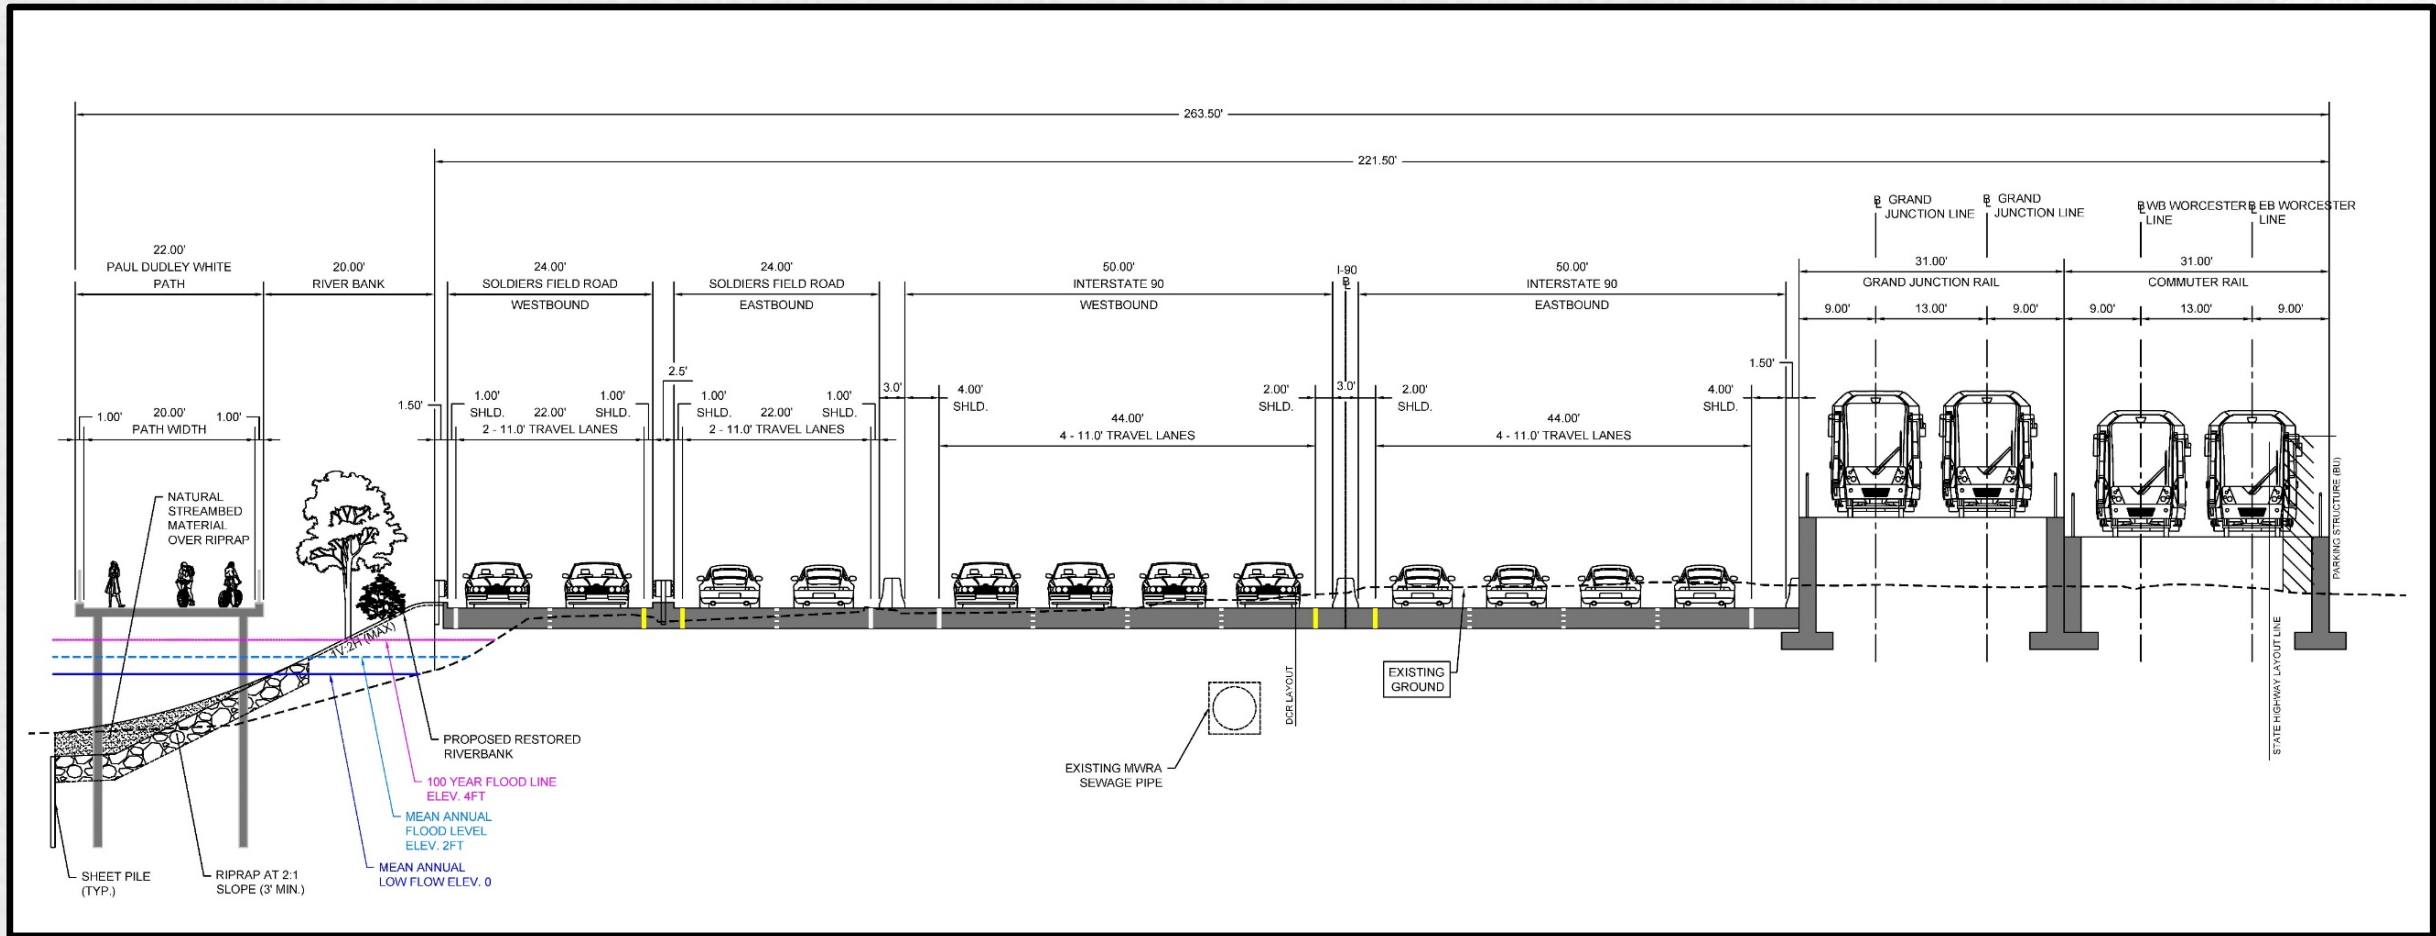 263.50'
221.50'
B GRAND
L JUNCTION LINE
B GRAND
L JUNCTION LINE
B WB WORCESTER
LINE
B EB WORCESTER
LINE
22.00'
PAUL DUDLEY WHITE
PATH
20.00'
RIVER BANK
24.00'
SOLDIERS FIELD ROAD
WESTBOUND
24.00'
SOLDIERS FIELD ROAD
EASTBOUND
50.00'
INTERSTATE 90
WESTBOUND
I-90
B
L
50.00'
INTERSTATE 90
EASTBOUND
31.00'
GRAND JUNCTION RAIL
31.00'
COMMUTER RAIL
9.00'
13.00'
9.00'
9.00'
13.00'
9.00'
1.00'
20.00'
PATH WIDTH
1.00'
1.50'
1.00'
SHLD.
22.00'
2 - 11.0' TRAVEL LANES
1.00'
SHLD.
2.5'
1.00'
SHLD.
22.00'
2 - 11.0' TRAVEL LANES
1.00'
SHLD.
3.0'
4.00'
SHLD.
44.00'
4 - 11.0' TRAVEL LANES
2.00'
SHLD.
3.0'
2.00'
SHLD.
44.00'
4 - 11.0' TRAVEL LANES
4.00'
SHLD.
1.50'
NATURAL
STREAMBED
MATERIAL
OVER RIPRAP
1V:2H (MAX)
PROPOSED RESTORED
RIVERBANK
100 YEAR FLOOD LINE
ELEV. 4FT
MEAN ANNUAL
FLOOD LEVEL
ELEV. 2FT
MEAN ANNUAL
LOW FLOW ELEV. 0
SHEET PILE
(TYP.)
RIPRAP AT 2:1
SLOPE (3' MIN.)
EXISTING MWRA
SEWAGE PIPE
DCR LAYOUT
EXISTING
GROUND
STATE HIGHWAY LAYOUT LINE
PARKING STRUCTURE (BU)